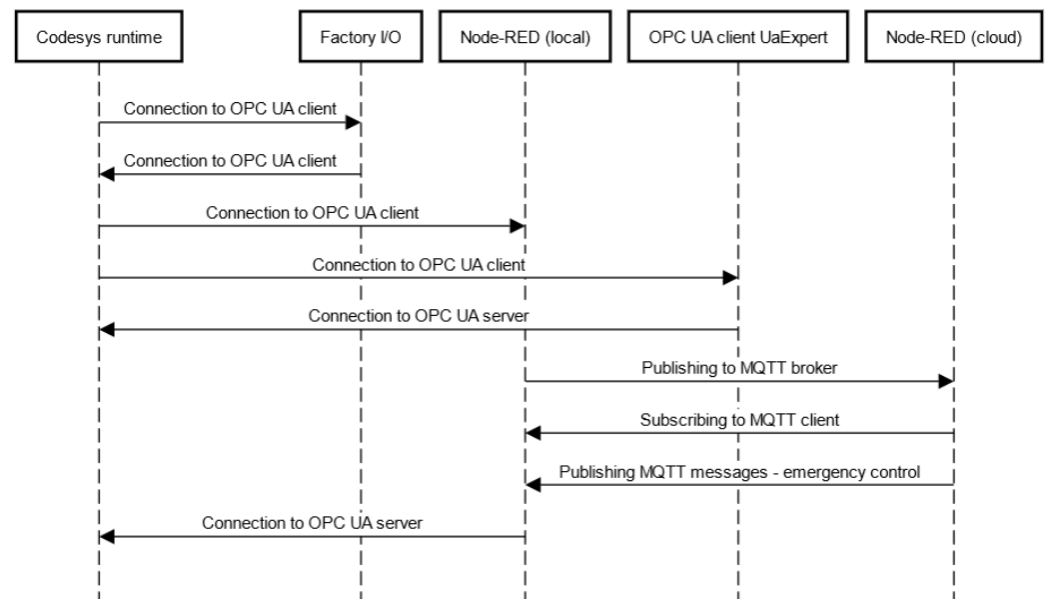 Codesys runtime
Factory I/O
Node-RED (local)
OPC UA client UaExpert
Node-RED (cloud)
Connection to OPC UA client
Connection to OPC UA client
Connection to OPC UA client
Connection to OPC UA client
Connection to OPC UA server
Publishing to MQTT broker
Subscribing to MQTT client
Publishing MQTT messages - emergency control
Connection to OPC UA server